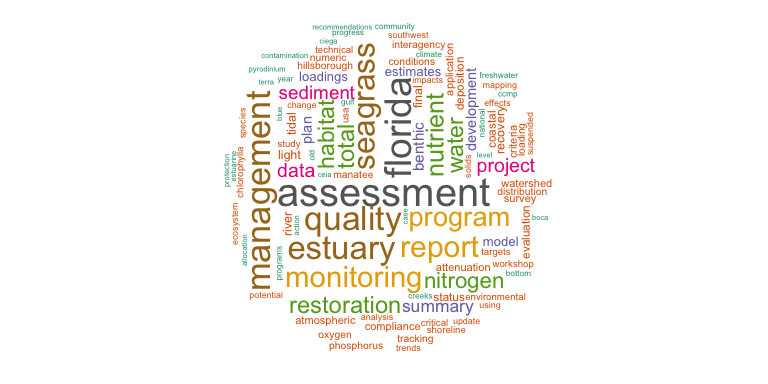 recommendations community
ciega progress southwest
technical interagency
contamination numeric climate
hillsborough conditions
pyrodinium loadings estimates application freshwater
terra year impacts mapping
sediment seagrass florida final deposition ccmp
species blue change gulf nutrient development effects
management tidal plan habitat total usa benthic water national coastal recovery criteria loading suspended
study
light old level
protection estuarine chlorophylla data ceia manatee solids project
assessment watershed
distribution
survey
ecosystem river action quality case program boca
allocation programs estuary report model evaluation
targets
monitoring attenuation workshop
nitrogen bottom
potential creeks status environmental
restoration summary using
atmospheric analysis critical update
compliance shoreline
oxygen tracking
phosphorus trends